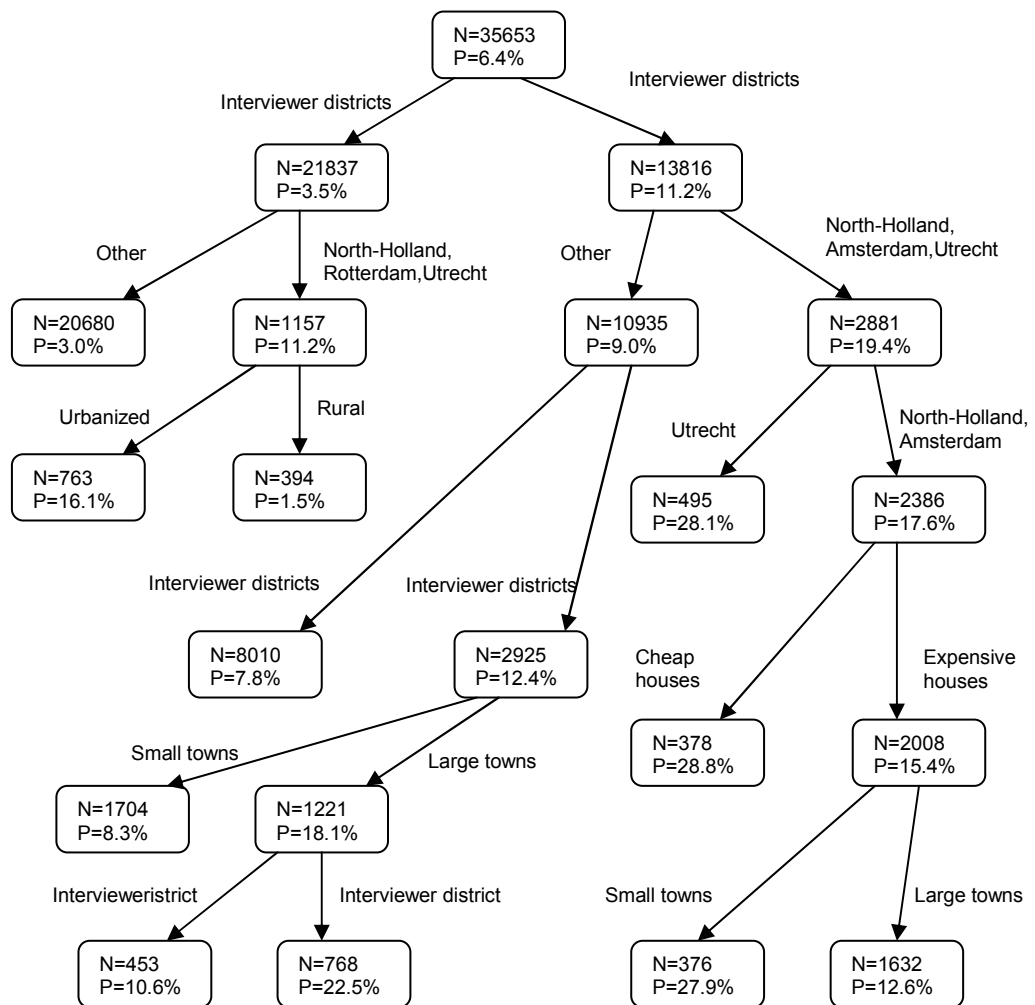 N=35653
P=6.4%
Interviewer districts
Interviewer districts
N=21837
P=3.5%
N=13816
P=11.2%
Other
North-Holland,
Rotterdam,Utrecht
Other
North-Holland,
Amsterdam,Utrecht
N=20680
P=3.0%
N=1157
P=11.2%
N=10935
P=9.0%
N=2881
P=19.4%
Urbanized
Rural
Utrecht
North-Holland,
Amsterdam
N=763
P=16.1%
N=394
P=1.5%
N=495
P=28.1%
N=2386
P=17.6%
Interviewer districts
Interviewer districts
N=8010
P=7.8%
N=2925
P=12.4%
Cheap
houses
Expensive
houses
Small towns
Large towns
N=378
P=28.8%
N=2008
P=15.4%
N=1704
P=8.3%
N=1221
P=18.1%
Intervieweristrict
Interviewer district
Small towns
Large towns
N=453
P=10.6%
N=768
P=22.5%
N=376
P=27.9%
N=1632
P=12.6%